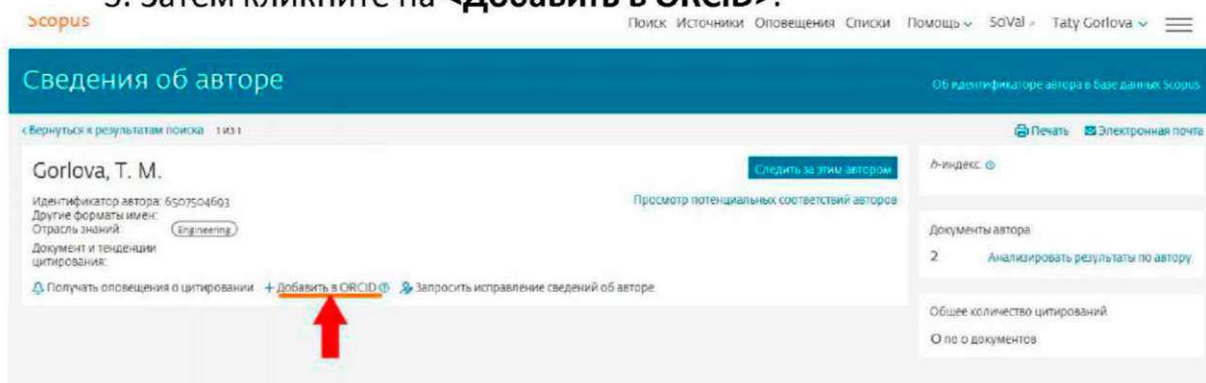 3. Затем кликните на <Добавить в ORCID>.
Scopus
Поиск Источники Оповещения Списки Помощь SciVal Taty Gorlova
Сведения об авторе
Об идентификаторе автора в базе данных Scopus
Вернуться к результатам поиска 1 из 1
Печать Электронная почта
Gorlova, T. M.
Следить за этим автором
Просмотр потенциальных соответствий авторов
Идентификатор автора: 6507504693
Другие форматы имен:
Отрасль знаний: Engineering
Документ и тенденции
цитирования:
Получать оповещения о цитировании + Добавить в ORCID Запросить исправление сведений об авторе
h-индекс:
Документы автора
2 Анализировать результаты по автору
Общее количество цитирований
0 по 0 документов